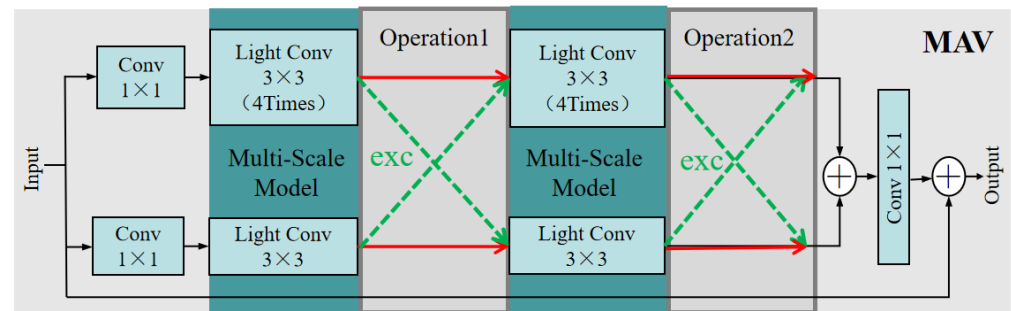 MAV
Input
Conv
1×1
Light Conv
3×3
（4Times）
Operation1
Light Conv
3×3
（4Times）
Operation2
Multi-Scale
Model
exc
Multi-Scale
Model
exc
Conv
1×1
Light Conv
3×3
Light Conv
3×3
Conv 1×1
Output